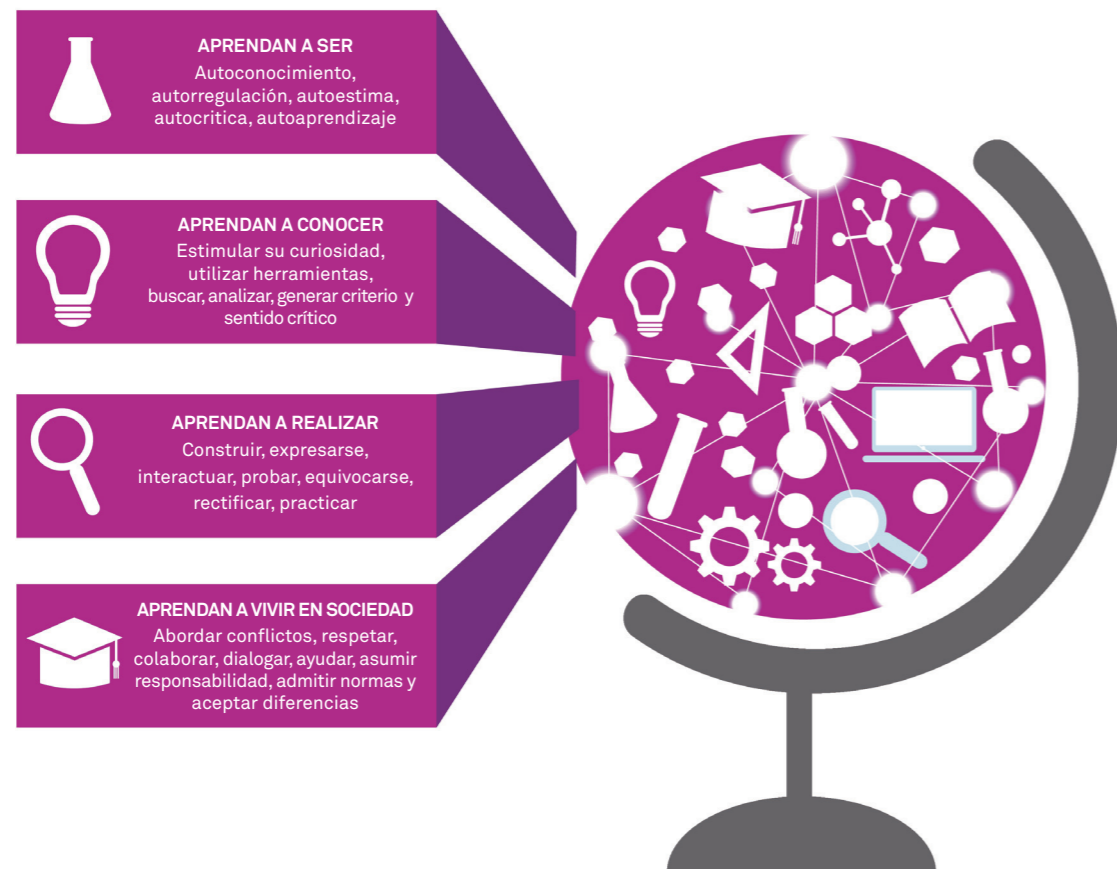 APRENDAN A SER
Autoconocimiento,
autorregulación, autoestima,
autocritica, autoaprendizaje
APRENDAN A CONOCER
Estimular su curiosidad,
utilizar herramientas,
buscar, analizar, generar criterio y
sentido crítico
APRENDAN A REALIZAR
Construir, expresarse,
interactuar, probar, equivocarse,
rectificar, practicar
APRENDAN A VIVIR EN SOCIEDAD
Abordar conflictos, respetar,
colaborar, dialogar, ayudar, asumir
responsabilidad, admitir normas y
aceptar diferencias